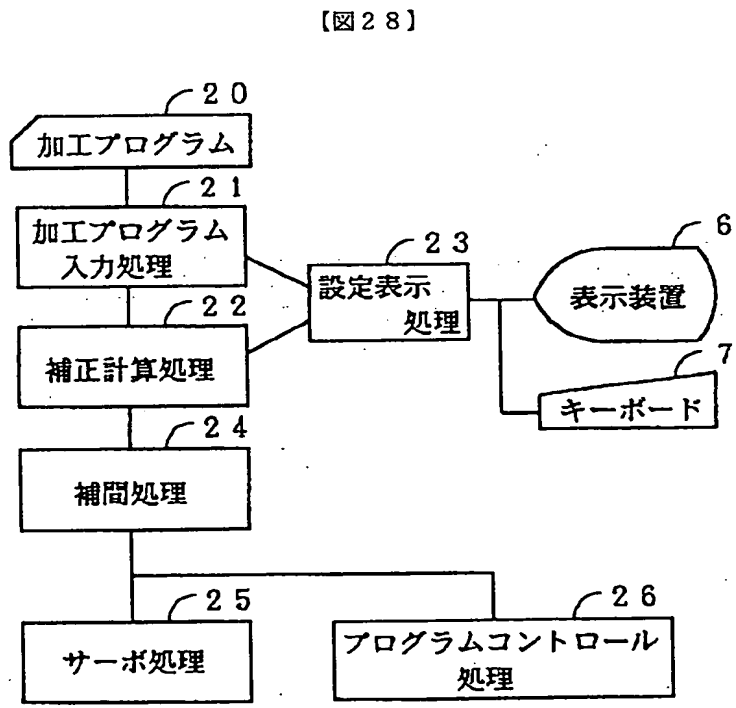 【図28】
20
加工プログラム
21
加工プログラム
入力処理
22
補正計算処理
23
設定表示
処理
6
表示装置
7
キーボード
24
補間処理
25
サーボ処理
26
プログラムコントロール
処理